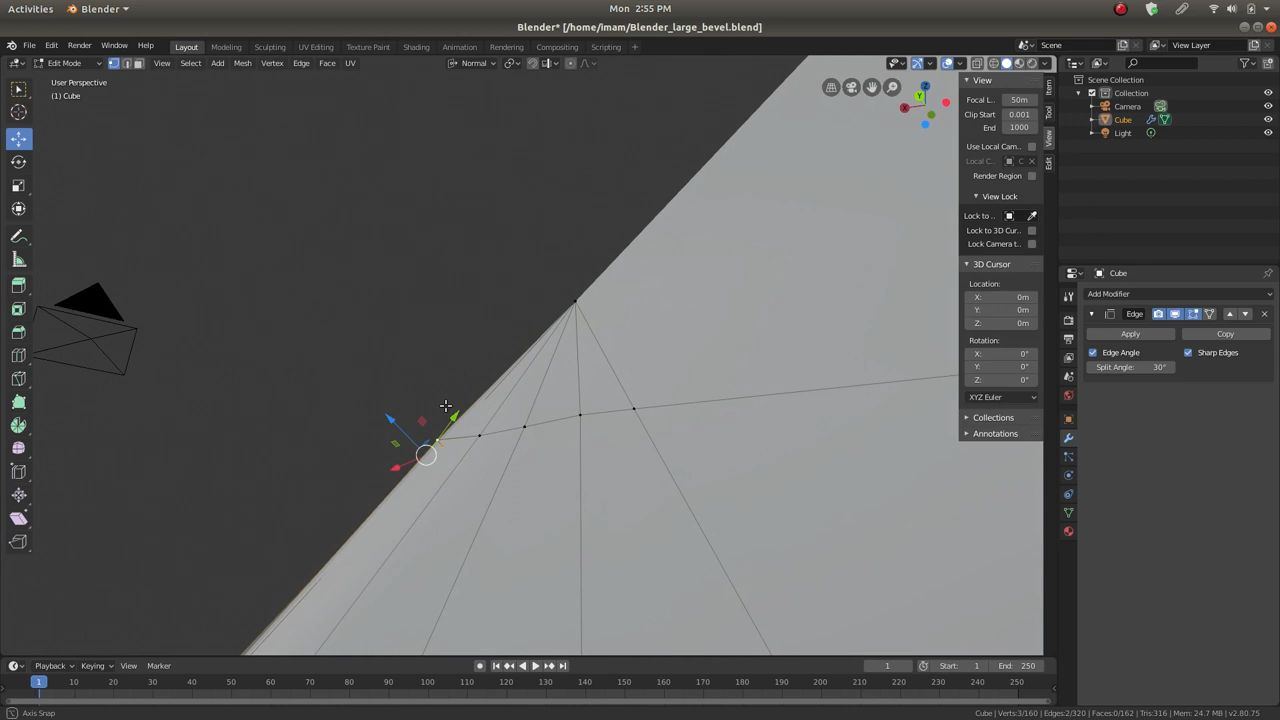 Activities Blender Mon 2:55 PM
Blender* [/home/imam/Blender_large_bevel.blend]
File Edit Render Window Help Layout Modeling Sculpting UV Editing Texture Paint Shading Animation Rendering Compositing Scripting + Scene View Layer
Edit Mode View Select Add Mesh Vertex Edge Face UV Normal
User Perspective
(1) Cube
View
Focal L.. 50m
Clip Start 0.001
End 1000
Use Local Cam..
Local C.. C
Render Region
View Lock
Lock to ..
Lock to 3D Cur..
Lock Camera t..
3D Cursor
Location:
X: 0m
Y: 0m
Z: 0m
Rotation:
X: 0°
Y: 0°
Z: 0°
XYZ Euler
Collections
Annotations
Item
Tool
View
Edit
X
Y
Z
Scene Collection
Collection
Camera
Cube
Light
Cube
Add Modifier
Edge
Apply Copy
Edge Angle Sharp Edges
Split Angle: 30°
Playback Keying View Marker 1 Start: 1 End: 250
1 10 20 30 40 50 60 70 80 90 100 110 120 130 140 150 160 170 180 190 200 210 220 230 240 250
Axis Snap Cube | Verts:3/160 | Edges:2/320 | Faces:0/162 | Tris:316 | Mem: 24.7 MB | v2.80.75